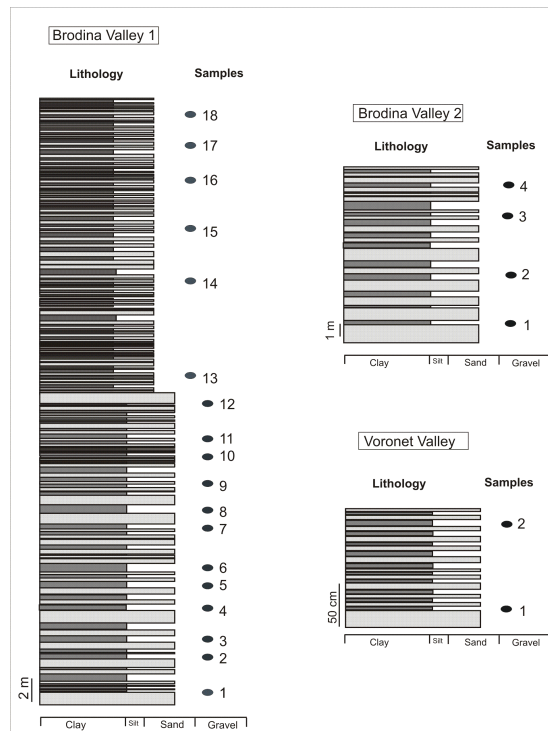 Brodina Valley 1
Lithology Samples
18
17
16
15
14
13
12
11
10
9
8
7
6
5
4
3
2
1
2 m
Clay Silt Sand Gravel
Brodina Valley 2
Lithology Samples
4
3
2
1
1 m
Clay Silt Sand Gravel
Voronet Valley
Lithology Samples
2
1
50 cm
Clay Silt Sand Gravel